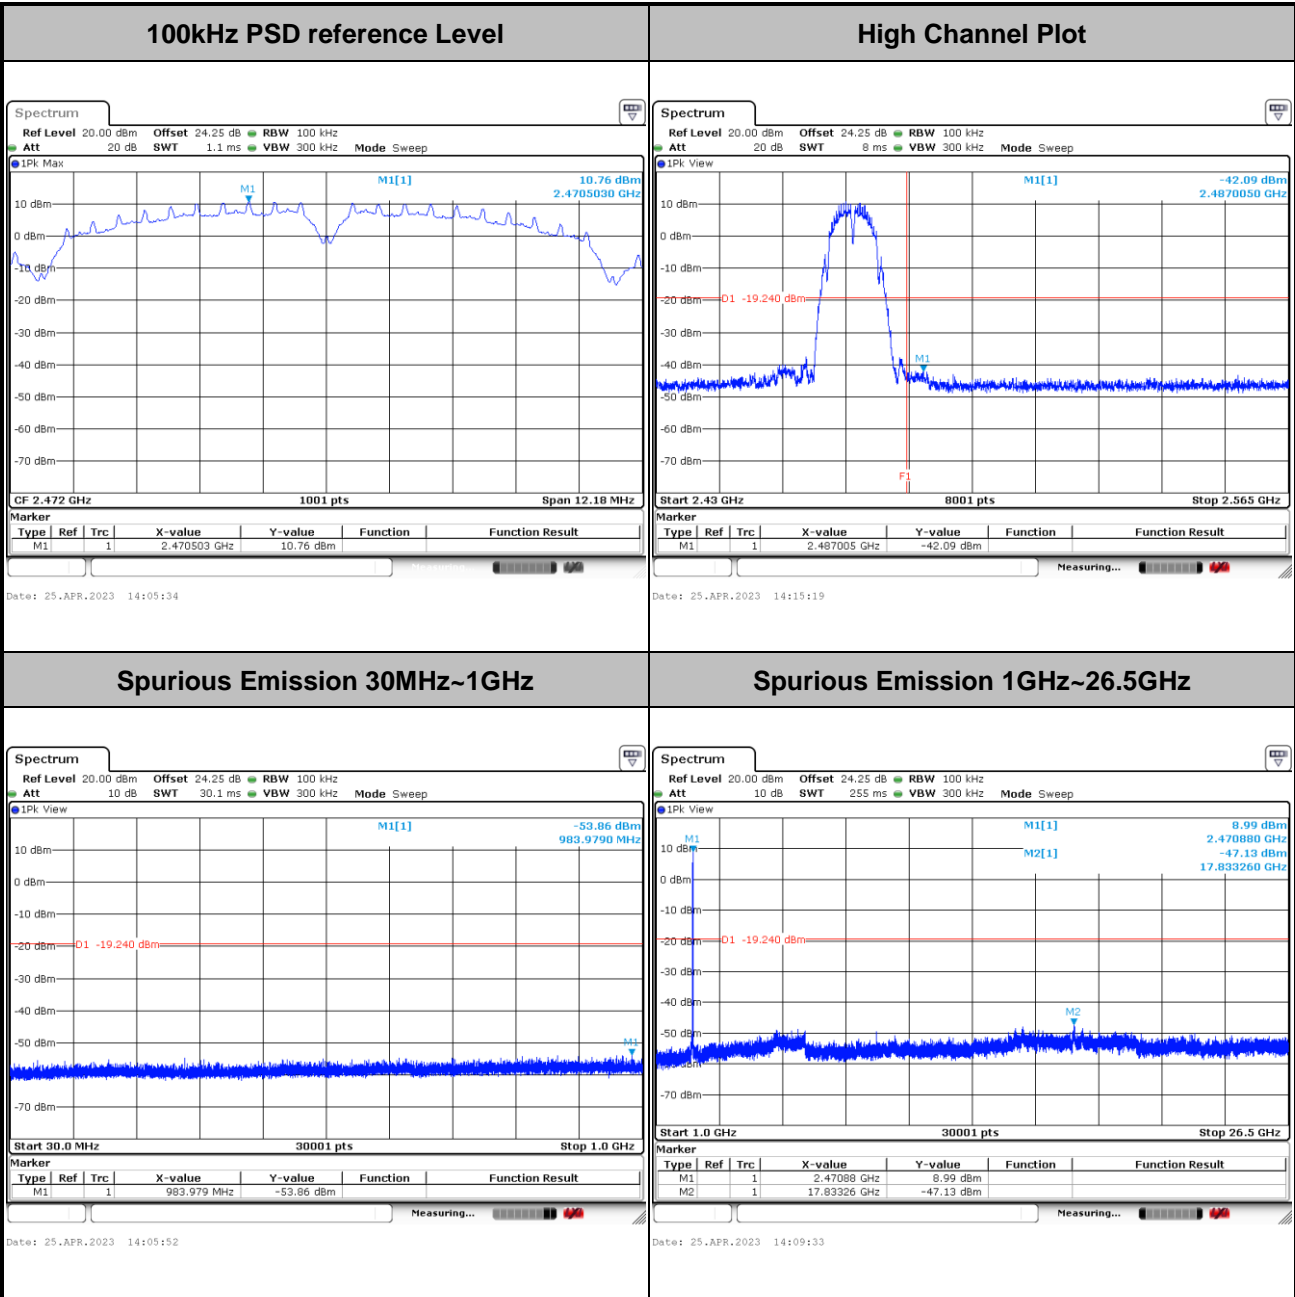 100kHz PSD reference Level
High Channel Plot
Spectrum
Ref Level 20.00 dBm Offset 24.25 dB RBW 100 kHz
Att 20 dB SWT 1.1 ms VBW 300 kHz Mode Sweep
1Pk Max
M1[1] 10.76 dBm
2.4705030 GHz
M1
10 dBm
0 dBm
-10 dBm
-20 dBm
-30 dBm
-40 dBm
-50 dBm
-60 dBm
-70 dBm
CF 2.472 GHz 1001 pts Span 12.18 MHz
Marker
Type Ref Trc X-value Y-value Function Function Result
M1 1 2.470503 GHz 10.76 dBm
Measuring...
Date: 25.APR.2023 14:05:34
Spectrum
Ref Level 20.00 dBm Offset 24.25 dB RBW 100 kHz
Att 20 dB SWT 8 ms VBW 300 kHz Mode Sweep
1Pk View
M1[1] -42.09 dBm
2.4870050 GHz
10 dBm
0 dBm
-10 dBm
-20 dBm
D1 -19.240 dBm
-30 dBm
-40 dBm
M1
-50 dBm
-60 dBm
-70 dBm
F1
Start 2.43 GHz 8001 pts Stop 2.565 GHz
Marker
Type Ref Trc X-value Y-value Function Function Result
M1 1 2.487005 GHz -42.09 dBm
Measuring...
Date: 25.APR.2023 14:15:19
Spurious Emission 30MHz~1GHz
Spurious Emission 1GHz~26.5GHz
Spectrum
Ref Level 20.00 dBm Offset 24.25 dB RBW 100 kHz
Att 10 dB SWT 30.1 ms VBW 300 kHz Mode Sweep
1Pk View
M1[1] -53.86 dBm
983.9790 MHz
10 dBm
0 dBm
-10 dBm
-20 dBm
D1 -19.240 dBm
-30 dBm
-40 dBm
-50 dBm
M1
-70 dBm
Start 30.0 MHz 30001 pts Stop 1.0 GHz
Marker
Type Ref Trc X-value Y-value Function Function Result
M1 1 983.979 MHz -53.86 dBm
Measuring...
Date: 25.APR.2023 14:05:52
Spectrum
Ref Level 20.00 dBm Offset 24.25 dB RBW 100 kHz
Att 10 dB SWT 255 ms VBW 300 kHz Mode Sweep
1Pk View
M1[1] 8.99 dBm
2.470880 GHz
M2[1] -47.13 dBm
17.833260 GHz
M1
10 dBm
0 dBm
-10 dBm
-20 dBm
D1 -19.240 dBm
-30 dBm
-40 dBm
M2
-50 dBm
-70 dBm
Start 1.0 GHz 30001 pts Stop 26.5 GHz
Marker
Type Ref Trc X-value Y-value Function Function Result
M1 1 2.47088 GHz 8.99 dBm
M2 1 17.83326 GHz -47.13 dBm
Measuring...
Date: 25.APR.2023 14:09:33